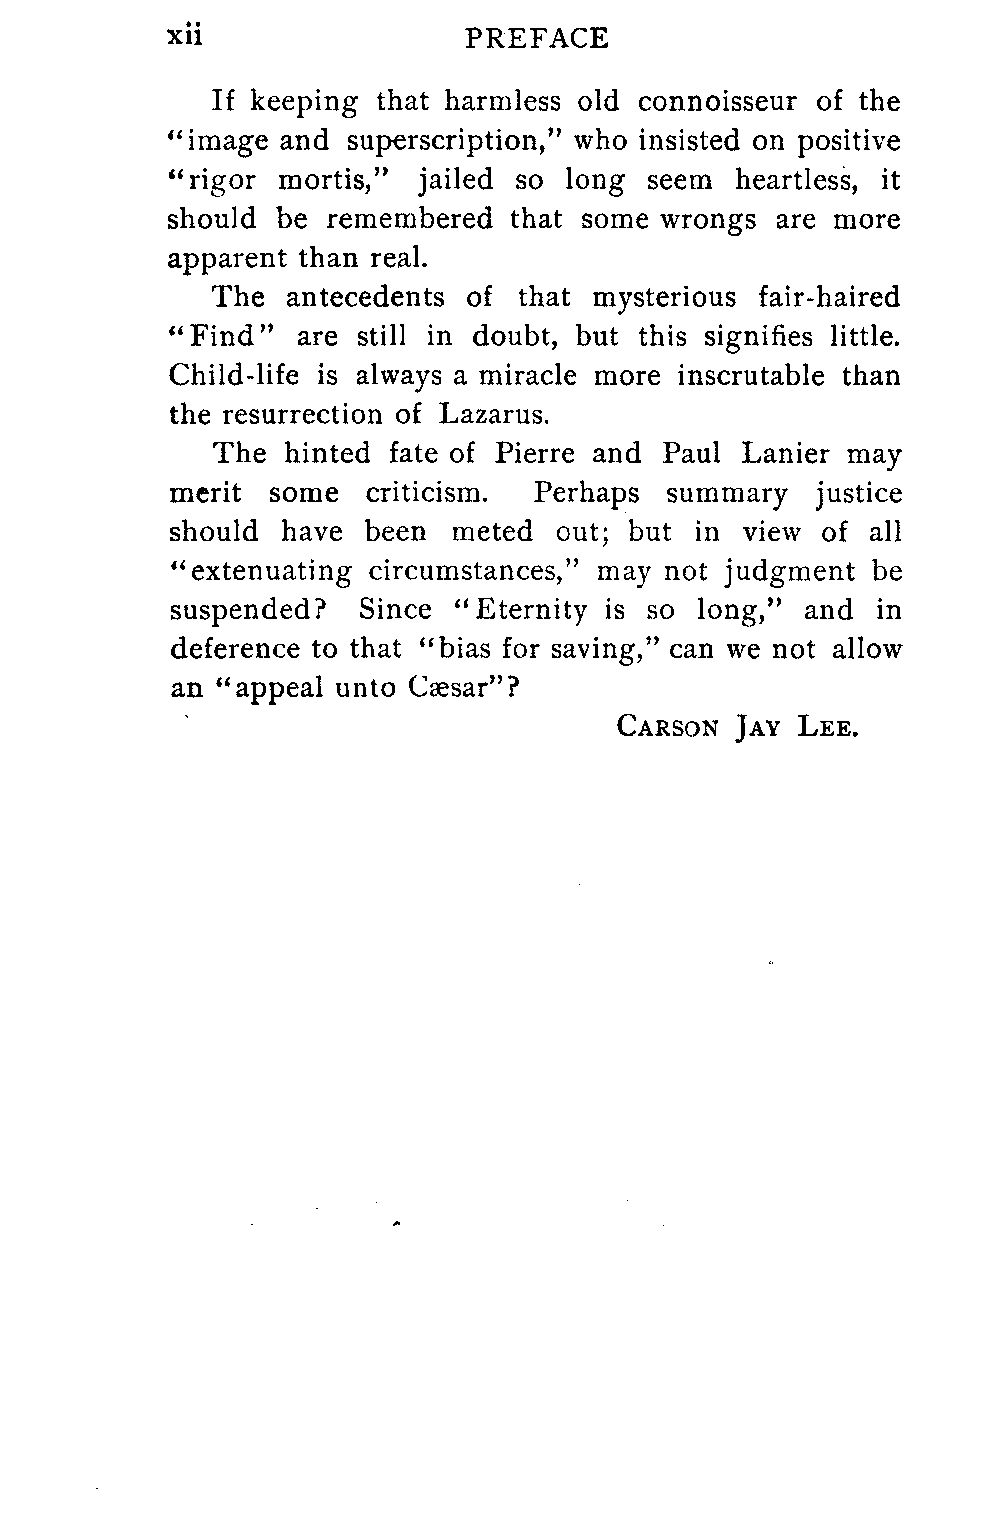 xii PREFACE
If keeping that harmless old connoisseur of the
"image and superscription," who insisted on positive
"rigor mortis," jailed so long seem heartless, it
should be remembered that some wrongs are more
apparent than real.
The antecedents of that mysterious fair-haired
"Find" are still in doubt, but this signifies little.
Child-life is always a miracle more inscrutable than
the resurrection of Lazarus.
The hinted fate of Pierre and Paul Lanier may
merit some criticism. Perhaps summary justice
should have been meted out; but in view of all
"extenuating circumstances," may not judgment be
suspended? Since "Eternity is so long," and in
deference to that "bias for saving," can we not allow
an "appeal unto Cæsar"?
CARSON JAY LEE.